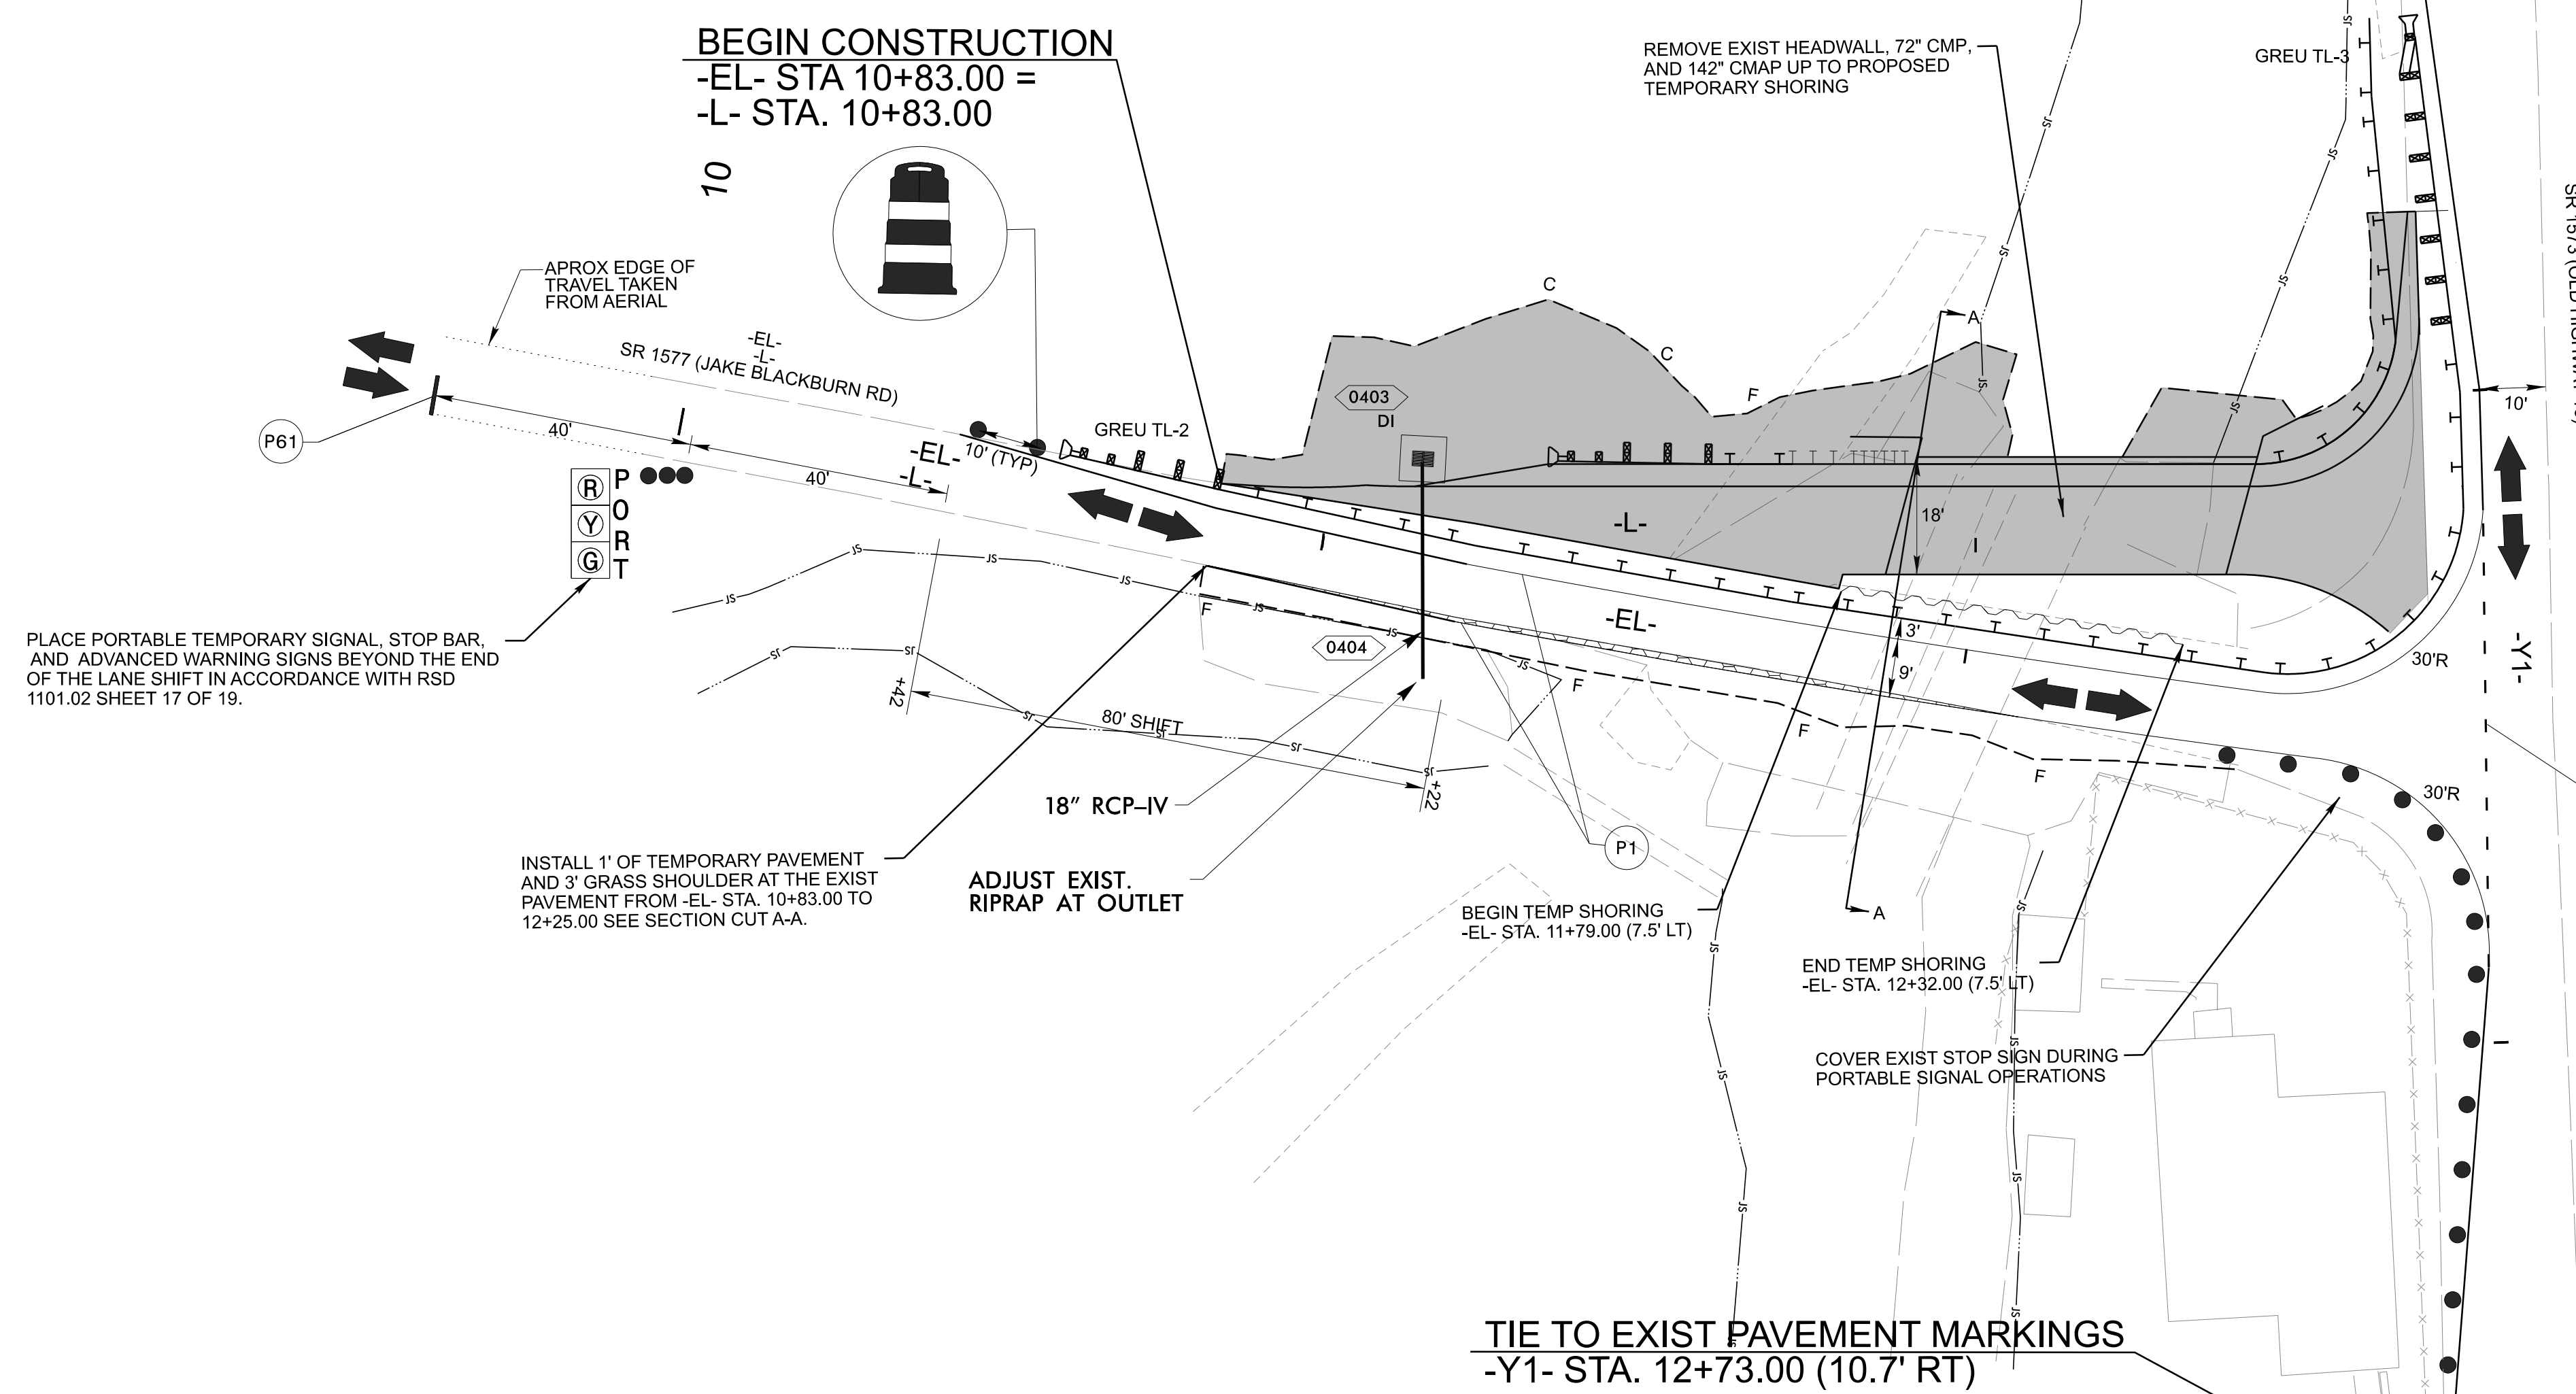 BEGIN CONSTRUCTION
-EL- STA 10+83.00 =
-L- STA. 10+83.00
10
REMOVE EXIST HEADWALL, 72" CMP,
AND 142" CMAP UP TO PROPOSED
TEMPORARY SHORING
GREU TL-3
APROX EDGE OF
TRAVEL TAKEN
FROM AERIAL
-EL-
-L-
SR 1577 (JAKE BLACKBURN RD)
C
C
F
A
0403
DI
10'
P61
40'
40'
GREU TL-2
10' (TYP)
-EL-
-L-
R
Y
G
PORT
-L-
18'
-EL-
3'
9'
30'R
-Y1-
PLACE PORTABLE TEMPORARY SIGNAL, STOP BAR,
AND ADVANCED WARNING SIGNS BEYOND THE END
OF THE LANE SHIFT IN ACCORDANCE WITH RSD
1101.02 SHEET 17 OF 19.
F
0404
F
F
F
+42
80' SHIFT
+22
18" RCP-IV
30'R
P1
INSTALL 1' OF TEMPORARY PAVEMENT
AND 3' GRASS SHOULDER AT THE EXIST
PAVEMENT FROM -EL- STA. 10+83.00 TO
12+25.00 SEE SECTION CUT A-A.
ADJUST EXIST.
RIPRAP AT OUTLET
BEGIN TEMP SHORING
-EL- STA. 11+79.00 (7.5' LT)
A
END TEMP SHORING
-EL- STA. 12+32.00 (7.5' LT)
COVER EXIST STOP SIGN DURING
PORTABLE SIGNAL OPERATIONS
TIE TO EXIST PAVEMENT MARKINGS
-Y1- STA. 12+73.00 (10.7' RT)